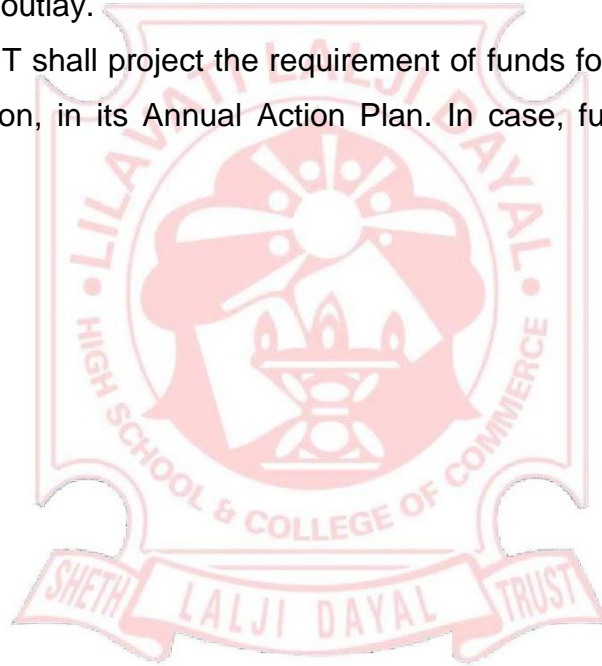 outlay.
T shall project the requirement of funds fo
on, in its Annual Action Plan. In case, fu
LILAVATI LALJI DAYAL
HIGH SCHOOL & COLLEGE OF COMMERCE
SHETH LALJI DAYAL TRUST